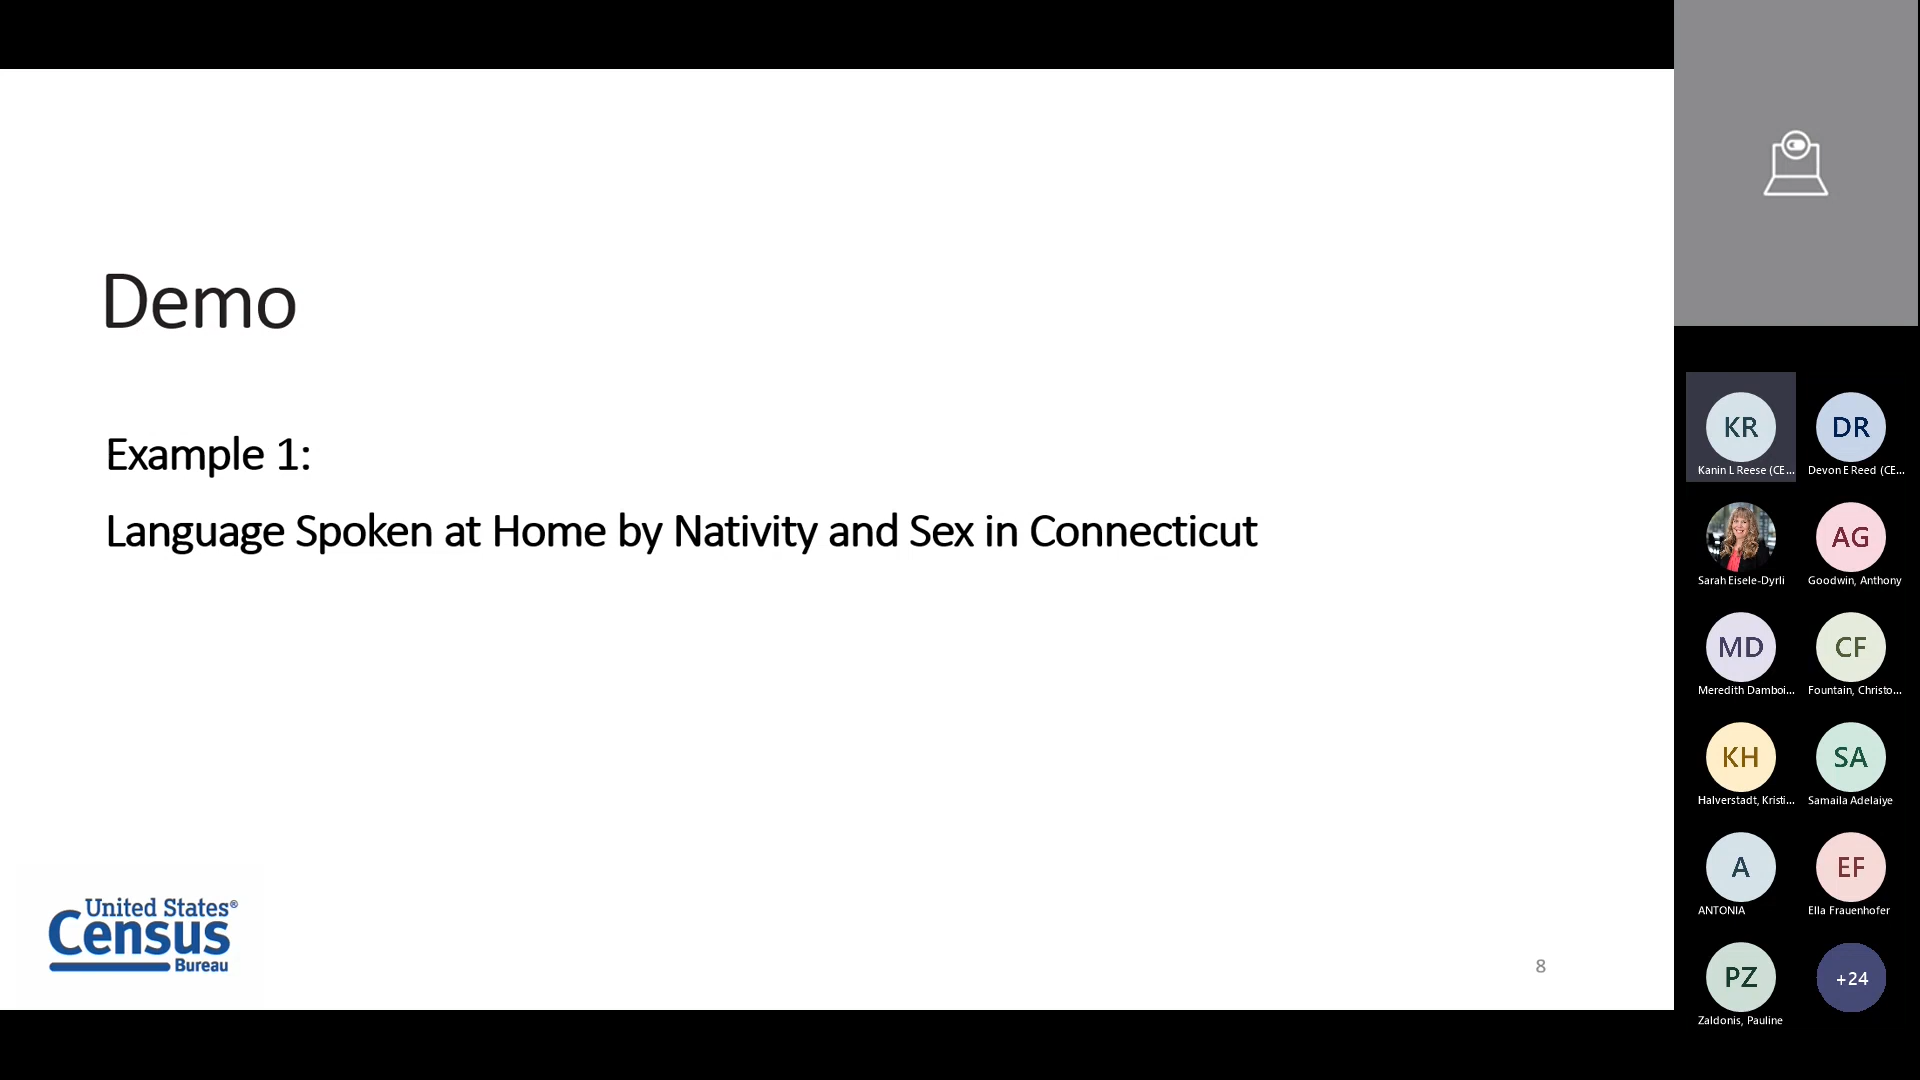 Demo
Example 1:
Language Spoken at Home by Nativity and Sex in Connecticut
United States®
Census
Bureau
8
KR
Kanin L Reese (CE...
DR
Devon E Reed (CE...
Sarah Eisele-Dyrli
AG
Goodwin, Anthony
MD
Meredith Damboi...
CF
Fountain, Christo...
KH
Halverstadt, Kristi...
SA
Samaila Adelaiye
A
ANTONIA
EF
Ella Frauenhofer
PZ
Zaldonis, Pauline
+24